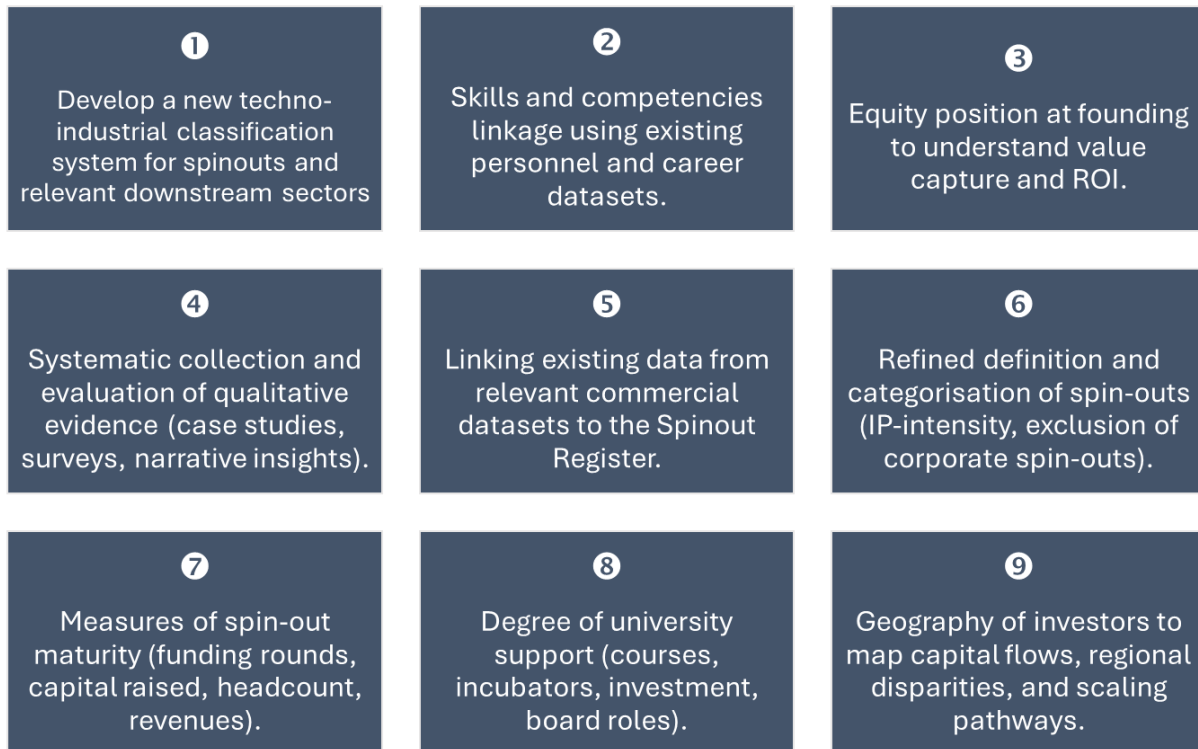 ❶
Develop a new techno-
industrial classification
system for spinouts and
relevant downstream sectors
❷
Skills and competencies
linkage using existing
personnel and career
datasets.
❸
Equity position at founding
to understand value
capture and ROI.
❹
Systematic collection and
evaluation of qualitative
evidence (case studies,
surveys, narrative insights).
❺
Linking existing data from
relevant commercial
datasets to the Spinout
Register.
❻
Refined definition and
categorisation of spin-outs
(IP-intensity, exclusion of
corporate spin-outs).
❼
Measures of spin-out
maturity (funding rounds,
capital raised, headcount,
revenues).
❽
Degree of university
support (courses,
incubators, investment,
board roles).
❾
Geography of investors to
map capital flows, regional
disparities, and scaling
pathways.